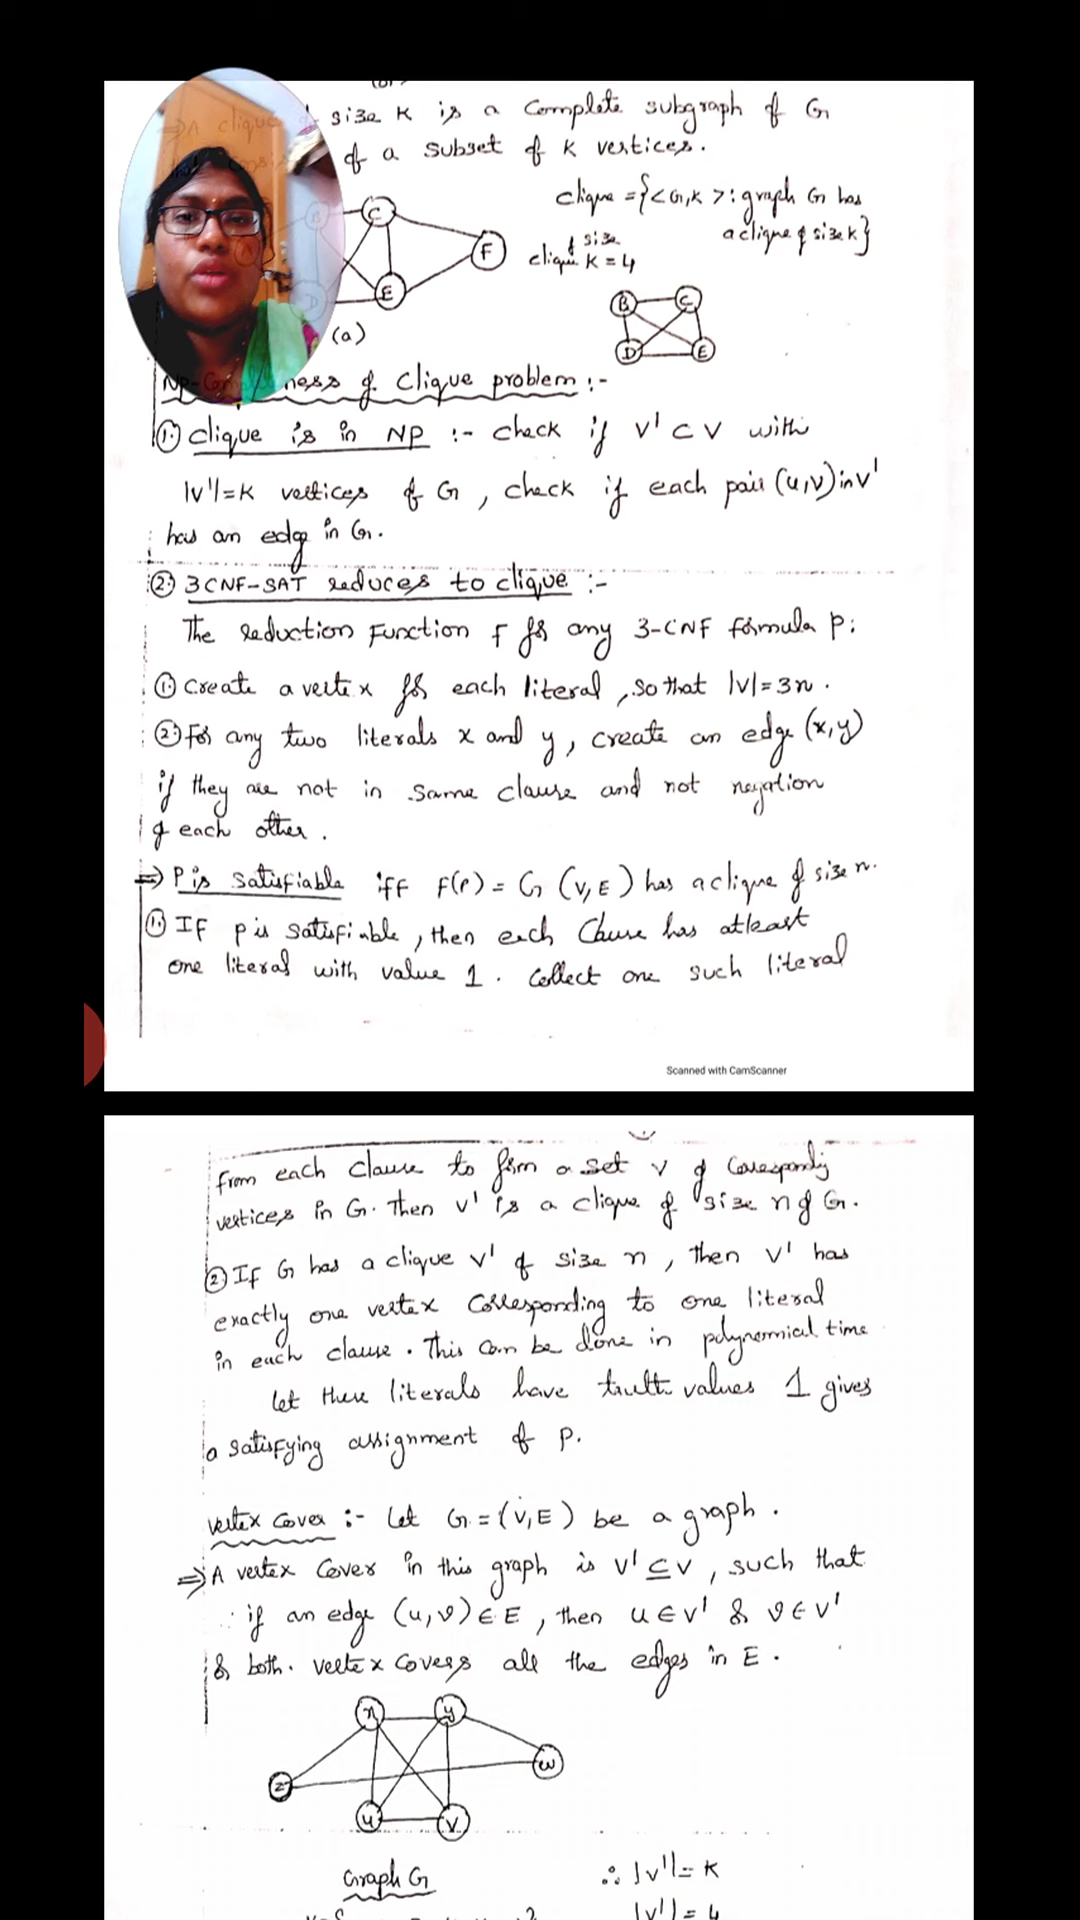 size K is a Complete subgraph of G
of a subset of K vertices.
clique = {<G,K>: graph G has
a clique of size k}
of size
clique K = 4
B C
D E
C
F
E
(a)
NP-Completeness of Clique problem :-
① Clique is in NP :- check if V' ⊂ V with
|V'|=K vertices of G, check if each pair (u,v) in V'
has an edge in G.
② 3CNF-SAT reduces to clique :-
The reduction Function F for any 3-CNF formula P:
① Create a vertex for each literal, so that |V|=3n.
② For any two literals x and y, create an edge (x,y)
if they are not in same clause and not negation
of each other.
⇒ P is satisfiable iff F(P) = G (V,E) has a clique of size n.
① If p is satisfiable, then each Clause has atleast
one literal with value 1. Collect one such literal
Scanned with CamScanner
from each clause to form a set v of Correspondig
vertices in G. Then v' is a clique of size n of G.
② If G has a clique v' of size n, then v' has
exactly one vertex Corresponding to one literal
in each clause. This can be done in polynomial time
Let these literals have truth values 1 gives
a satisfying assignment of P.
Vertex Cover :- Let G = (V,E) be a graph.
⇒ A vertex Cover in this graph is V' ⊆ V, such that
if an edge (u,v) ∈ E, then u ∈ V' & v ∈ V'
& both. vertex covers all the edges in E.
x y
w
z
u v
Graph G
∴ |V'| = K
|V'| = 4